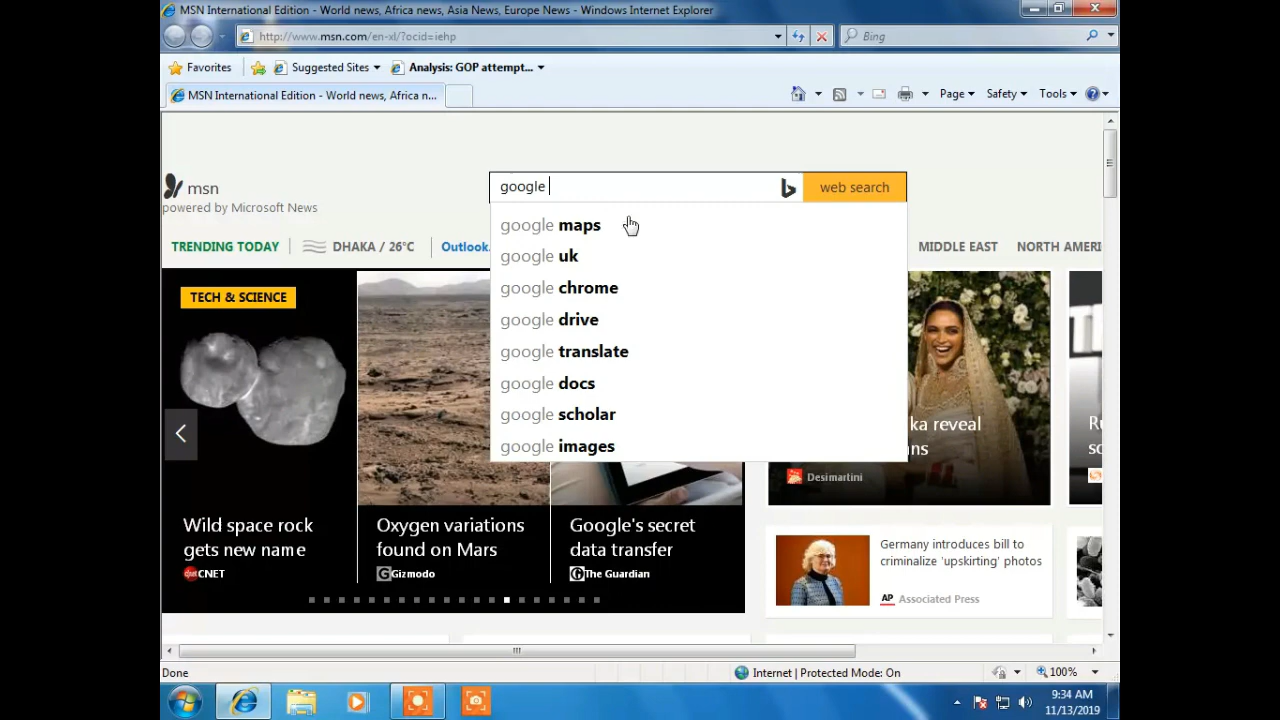 MSN International Edition - World news, Africa news, Asia News, Europe News - Windows Internet Explorer
http://www.msn.com/en-xl/?ocid=iehp
Bing
Favorites
Suggested Sites
Analysis: GOP attempt...
MSN International Edition - World news, Africa n...
Page
Safety
Tools
msn
powered by Microsoft News
google
web search
google maps
google uk
google chrome
google drive
google translate
google docs
google scholar
google images
TRENDING TODAY
DHAKA / 26°C
Outlook.
MIDDLE EAST
NORTH AMERI
TECH & SCIENCE
Wild space rock
gets new name
CNET
Oxygen variations
found on Mars
Gizmodo
Google's secret
data transfer
The Guardian
ka reveal
ns
Desimartini
Germany introduces bill to
criminalize 'upskirting' photos
AP Associated Press
Done
Internet | Protected Mode: On
100%
9:34 AM
11/13/2019